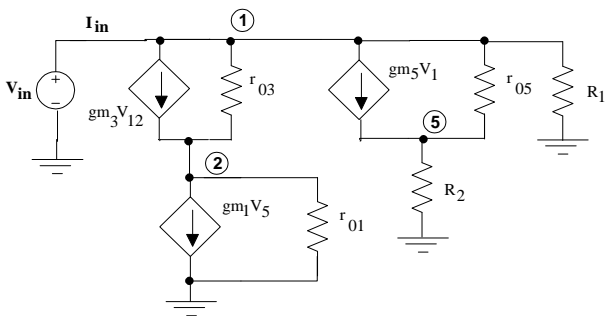 I_in
1
V_in
+
−
gm_3V_12
r_03
gm_5V_1
r_05
R_1
5
2
gm_1V_5
r_01
R_2